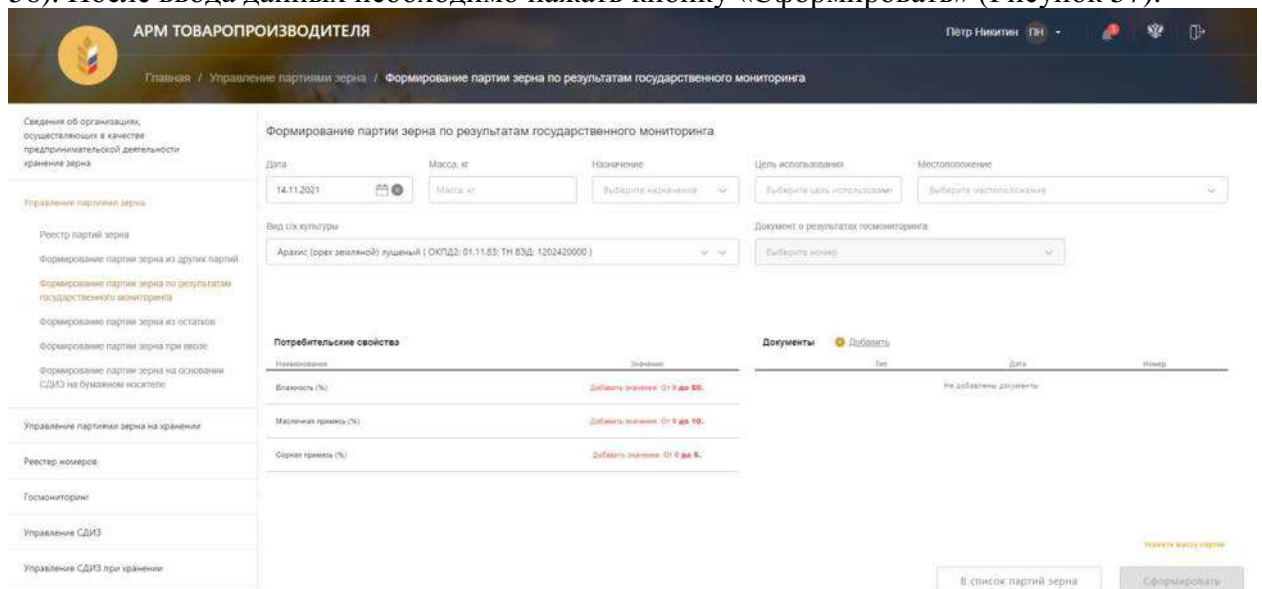 56). После ввода данных необходимо нажать кнопку «Сформировать» (Рисунок 57).
АРМ ТОВАРОПРОИЗВОДИТЕЛЯ
Пётр Никитин ПН
Главная / Управление партиями зерна / Формирование партии зерна по результатам государственного мониторинга
Сведения об организациях,
осуществляющих в качестве
предпринимательской деятельности
хранение зерна
Управление партиями зерна
Реестр партий зерна
Формирование партии зерна из других партий
Формирование партии зерна по результатам
государственного мониторинга
Формирование партии зерна из остатков
Формирование партии зерна при ввозе
Формирование партии зерна на основании
СДИЗ на бумажном носителе
Управление партиями зерна на хранении
Реестер номеров
Госмониторинг
Управление СДИЗ
Управление СДИЗ при хранении
Формирование партии зерна по результатам государственного мониторинга
Дата
Масса, кг
Назначение
Цель использования
Местоположение
14.11.2021
Масса, кг
Выберите назначение
Выберите цель использован
Выберите местоположение
Вид с/х культуры
Документ о результатах госмониторинга
Арахис (орех земляной) лущеный ( ОКПД2: 01.11.83; ТН ВЭД: 1202420000 )
Выберите номер
Потребительские свойства
Наименование
Значение
Влажность (%)
Добавить значение. От 0 до 50.
Масличная примесь (%)
Добавить значение. От 0 до 10.
Сорная примесь (%)
Добавить значение. От 0 до 5.
Документы
Добавить
Тип
Дата
Номер
Не добавлены документы
Укажите массу партии
В список партий зерна
Сформировать